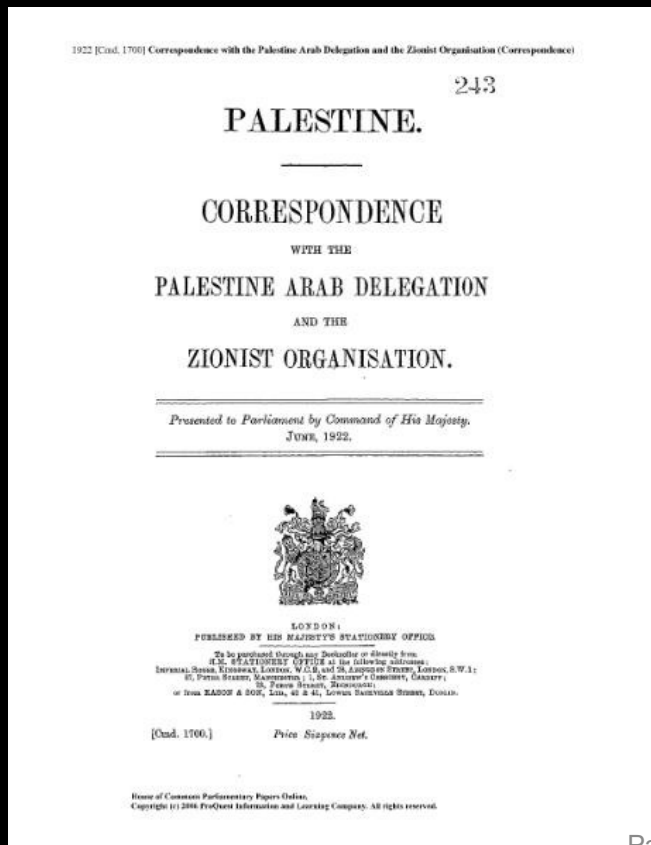 1922 [Cmd. 1700] Correspondence with the Palestine Arab Delegation and the Zionist Organisation (Correspondence)
243
PALESTINE.
CORRESPONDENCE
WITH THE
PALESTINE ARAB DELEGATION
AND THE
ZIONIST ORGANISATION.
Presented to Parliament by Command of His Majesty.
JUNE, 1922.
LONDON:
PUBLISHED BY HIS MAJESTY'S STATIONERY OFFICE.
To be purchased through any Bookseller or directly from
H.M. STATIONERY OFFICE at the following addresses:
IMPERIAL HOUSE, KINGSWAY, LONDON, W.C.2, and 28, ABINGDON STREET, LONDON, S.W.1;
37, PETER STREET, MANCHESTER; 1, ST. ANDREW'S CRESCENT, CARDIFF;
23, FORTH STREET, EDINBURGH;
or from EASON & SON, LTD., 40 & 41, LOWER SACKVILLE STREET, DUBLIN.
1922.
[Cmd. 1700.] Price Sixpence Net.
House of Commons Parliamentary Papers Online.
Copyright (c) 2006 ProQuest Information and Learning Company. All rights reserved.
Pa